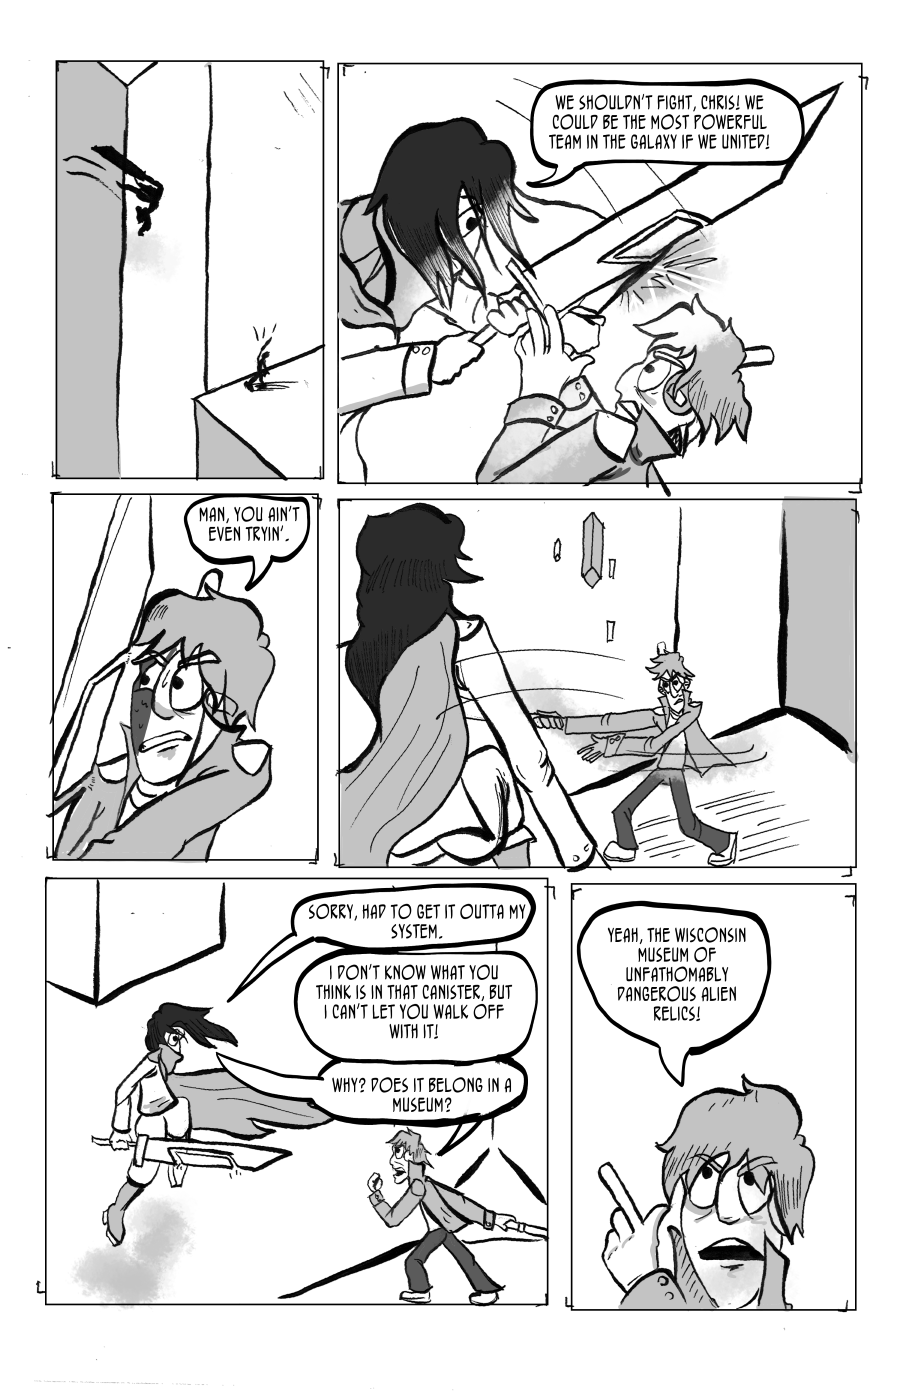 WE SHOULDN'T FIGHT, CHRIS! WE
COULD BE THE MOST POWERFUL
TEAM IN THE GALAXY IF WE UNITED!
MAN, YOU AIN'T
EVEN TRYIN'.
SORRY, HAD TO GET IT OUTTA MY
SYSTEM.
I DON'T KNOW WHAT YOU
THINK IS IN THAT CANISTER, BUT
I CAN'T LET YOU WALK OFF
WITH IT!
WHY? DOES IT BELONG IN A
MUSEUM?
YEAH, THE WISCONSIN
MUSEUM OF
UNFATHOMABLY
DANGEROUS ALIEN
RELICS!